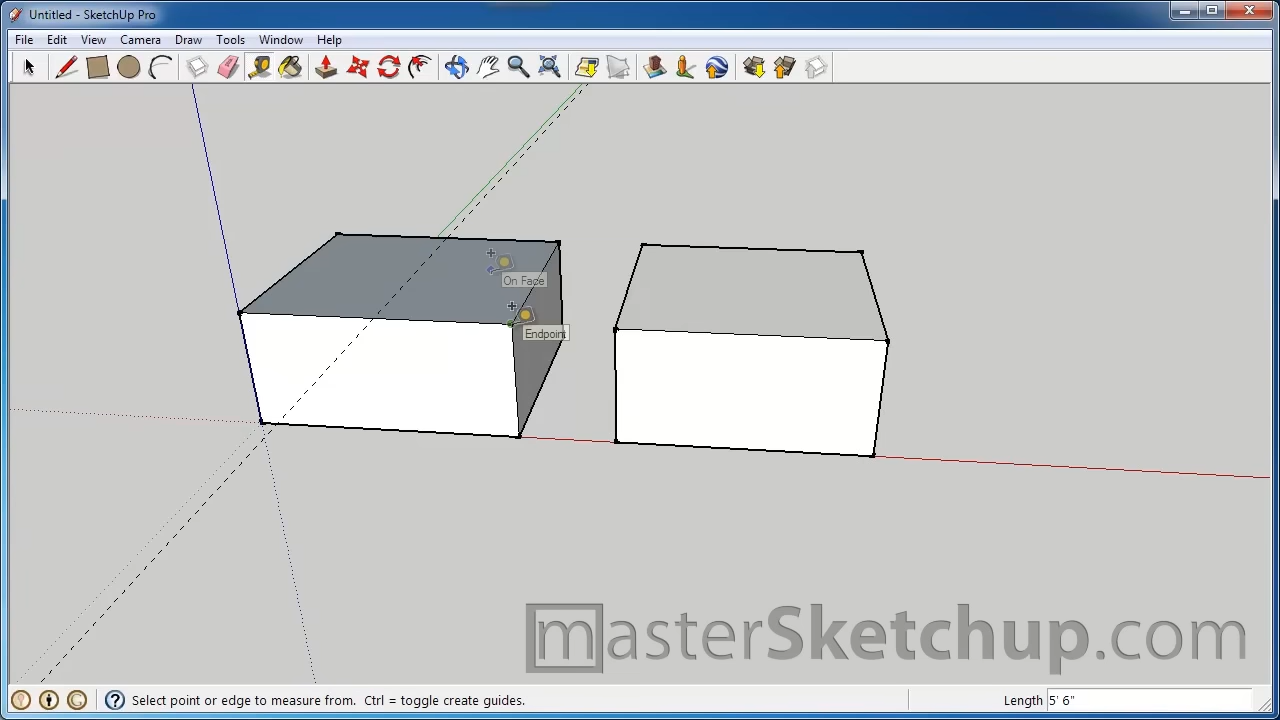 Untitled - SketchUp Pro
File Edit View Camera Draw Tools Window Help
On Face
Endpoint
masterSketchup.com
Select point or edge to measure from. Ctrl = toggle create guides.
Length 5' 6"